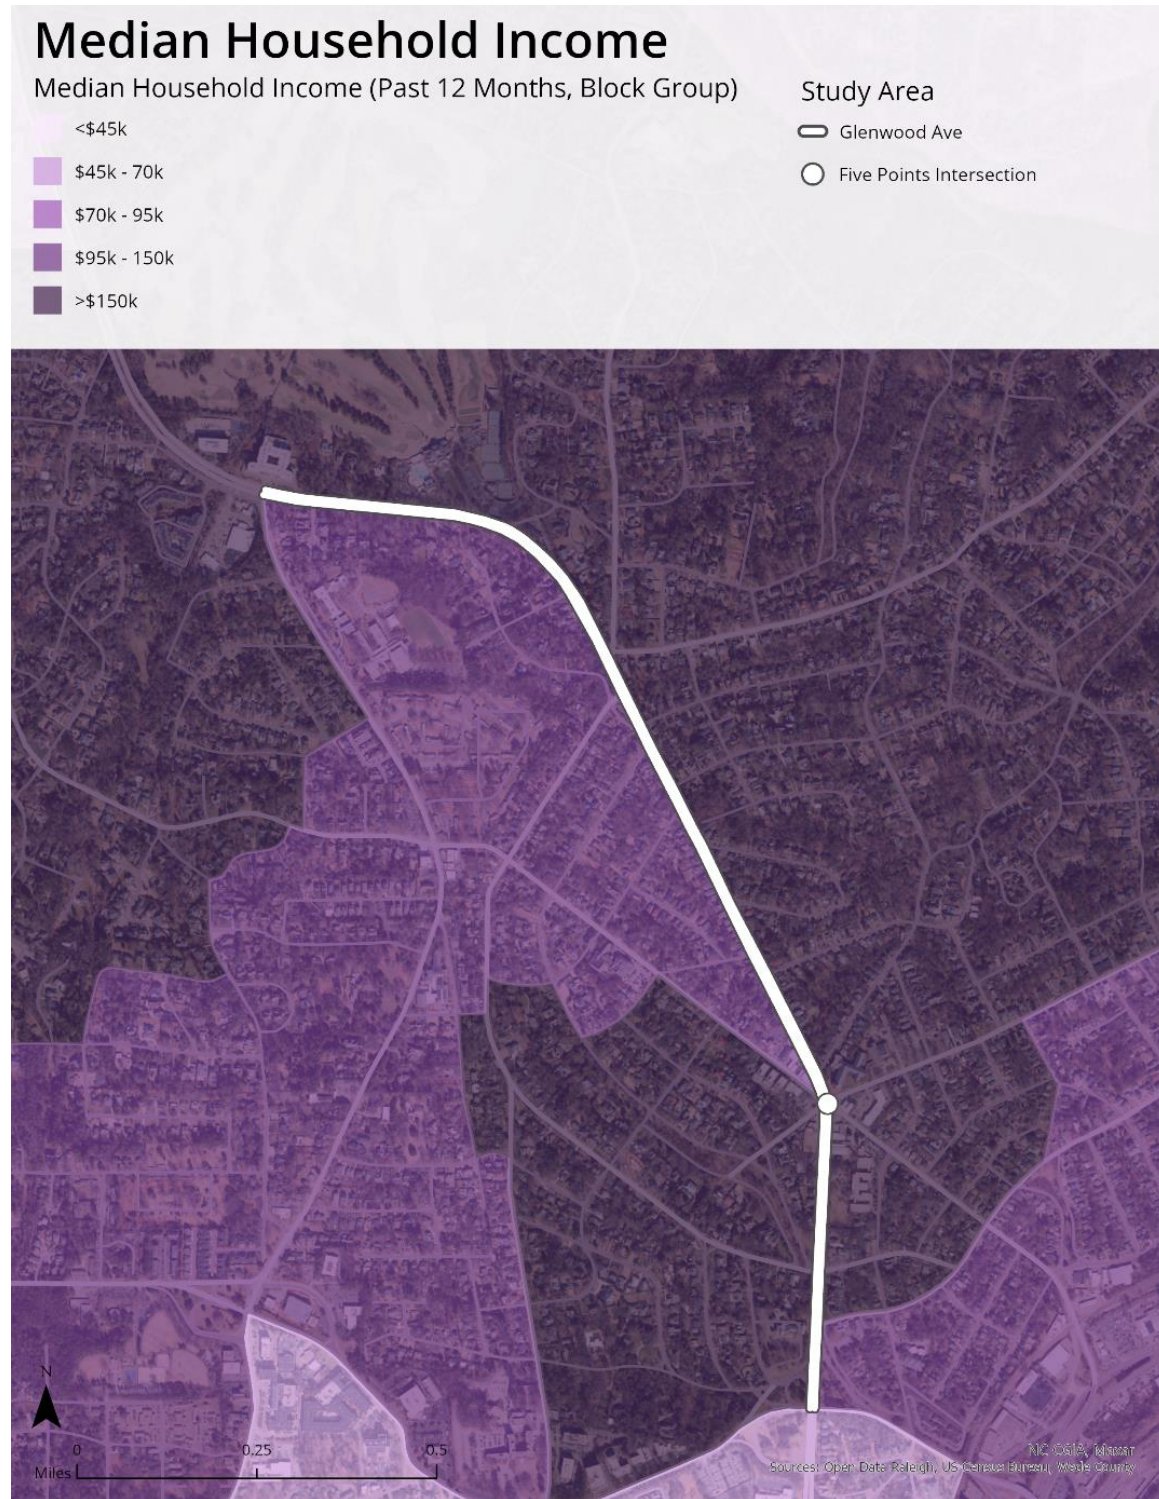 Median Household Income
Median Household Income (Past 12 Months, Block Group)
<$45k
$45k - 70k
$70k - 95k
$95k - 150k
>$150k
Study Area
Glenwood Ave
Five Points Intersection
N
0 0.25 0.5
Miles
NC CGIA, Maxar
Sources: Open Data Raleigh, US Census Bureau, Wade County